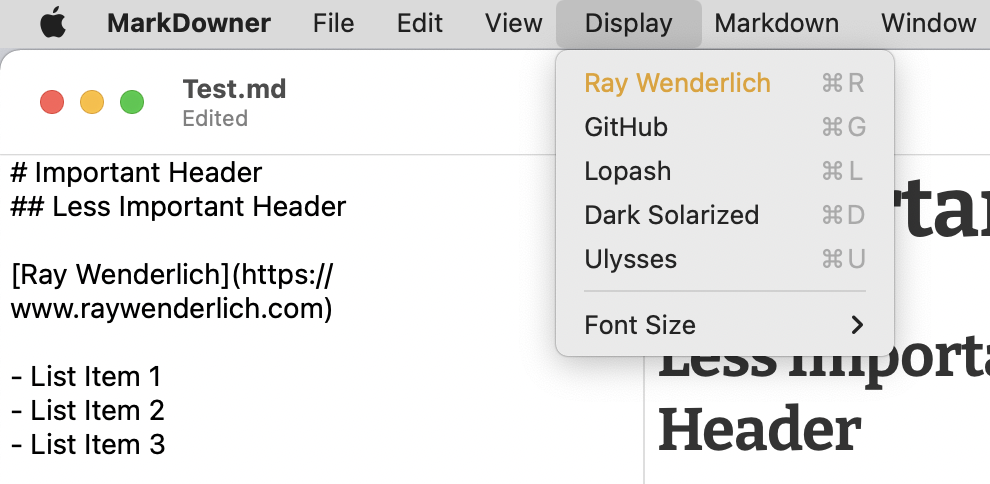 MarkDowner File Edit View Display Markdown Window
Test.md
Edited
Ray Wenderlich ⌘R
GitHub ⌘G
Lopash ⌘L
Dark Solarized ⌘D
Ulysses ⌘U
Font Size
# Important Header
## Less Important Header
[Ray Wenderlich](https://
www.raywenderlich.com)
- List Item 1
- List Item 2
- List Item 3
Less Importa
Header